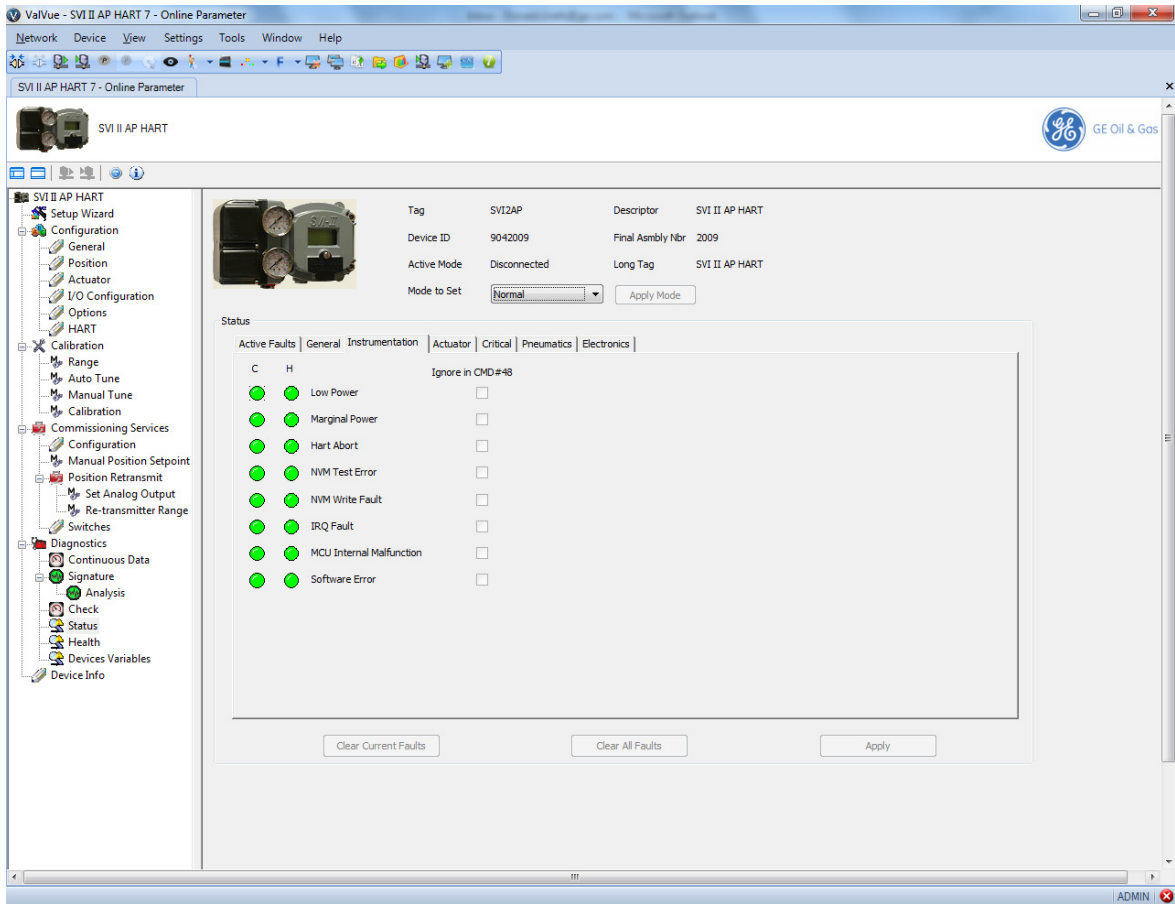 ValVue - SVI II AP HART 7 - Online Parameter
Network Device View Settings Tools Window Help
SVI II AP HART 7 - Online Parameter
SVI II AP HART
GE Oil & Gas
SVI II AP HART
Setup Wizard
Configuration
General
Position
Actuator
I/O Configuration
Options
HART
Calibration
Range
Auto Tune
Manual Tune
Calibration
Commissioning Services
Configuration
Manual Position Setpoint
Position Retransmit
Set Analog Output
Re-transmitter Range
Switches
Diagnostics
Continuous Data
Signature
Analysis
Check
Status
Health
Devices Variables
Device Info
Tag SVI2AP Descriptor SVI II AP HART
Device ID 9042009 Final Asmbly Nbr 2009
Active Mode Disconnected Long Tag SVI II AP HART
Mode to Set Normal Apply Mode
Status
Active Faults General Instrumentation Actuator Critical Pneumatics Electronics
C H Ignore in CMD#48
Low Power
Marginal Power
Hart Abort
NVM Test Error
NVM Write Fault
IRQ Fault
MCU Internal Malfunction
Software Error
Clear Current Faults Clear All Faults Apply
ADMIN